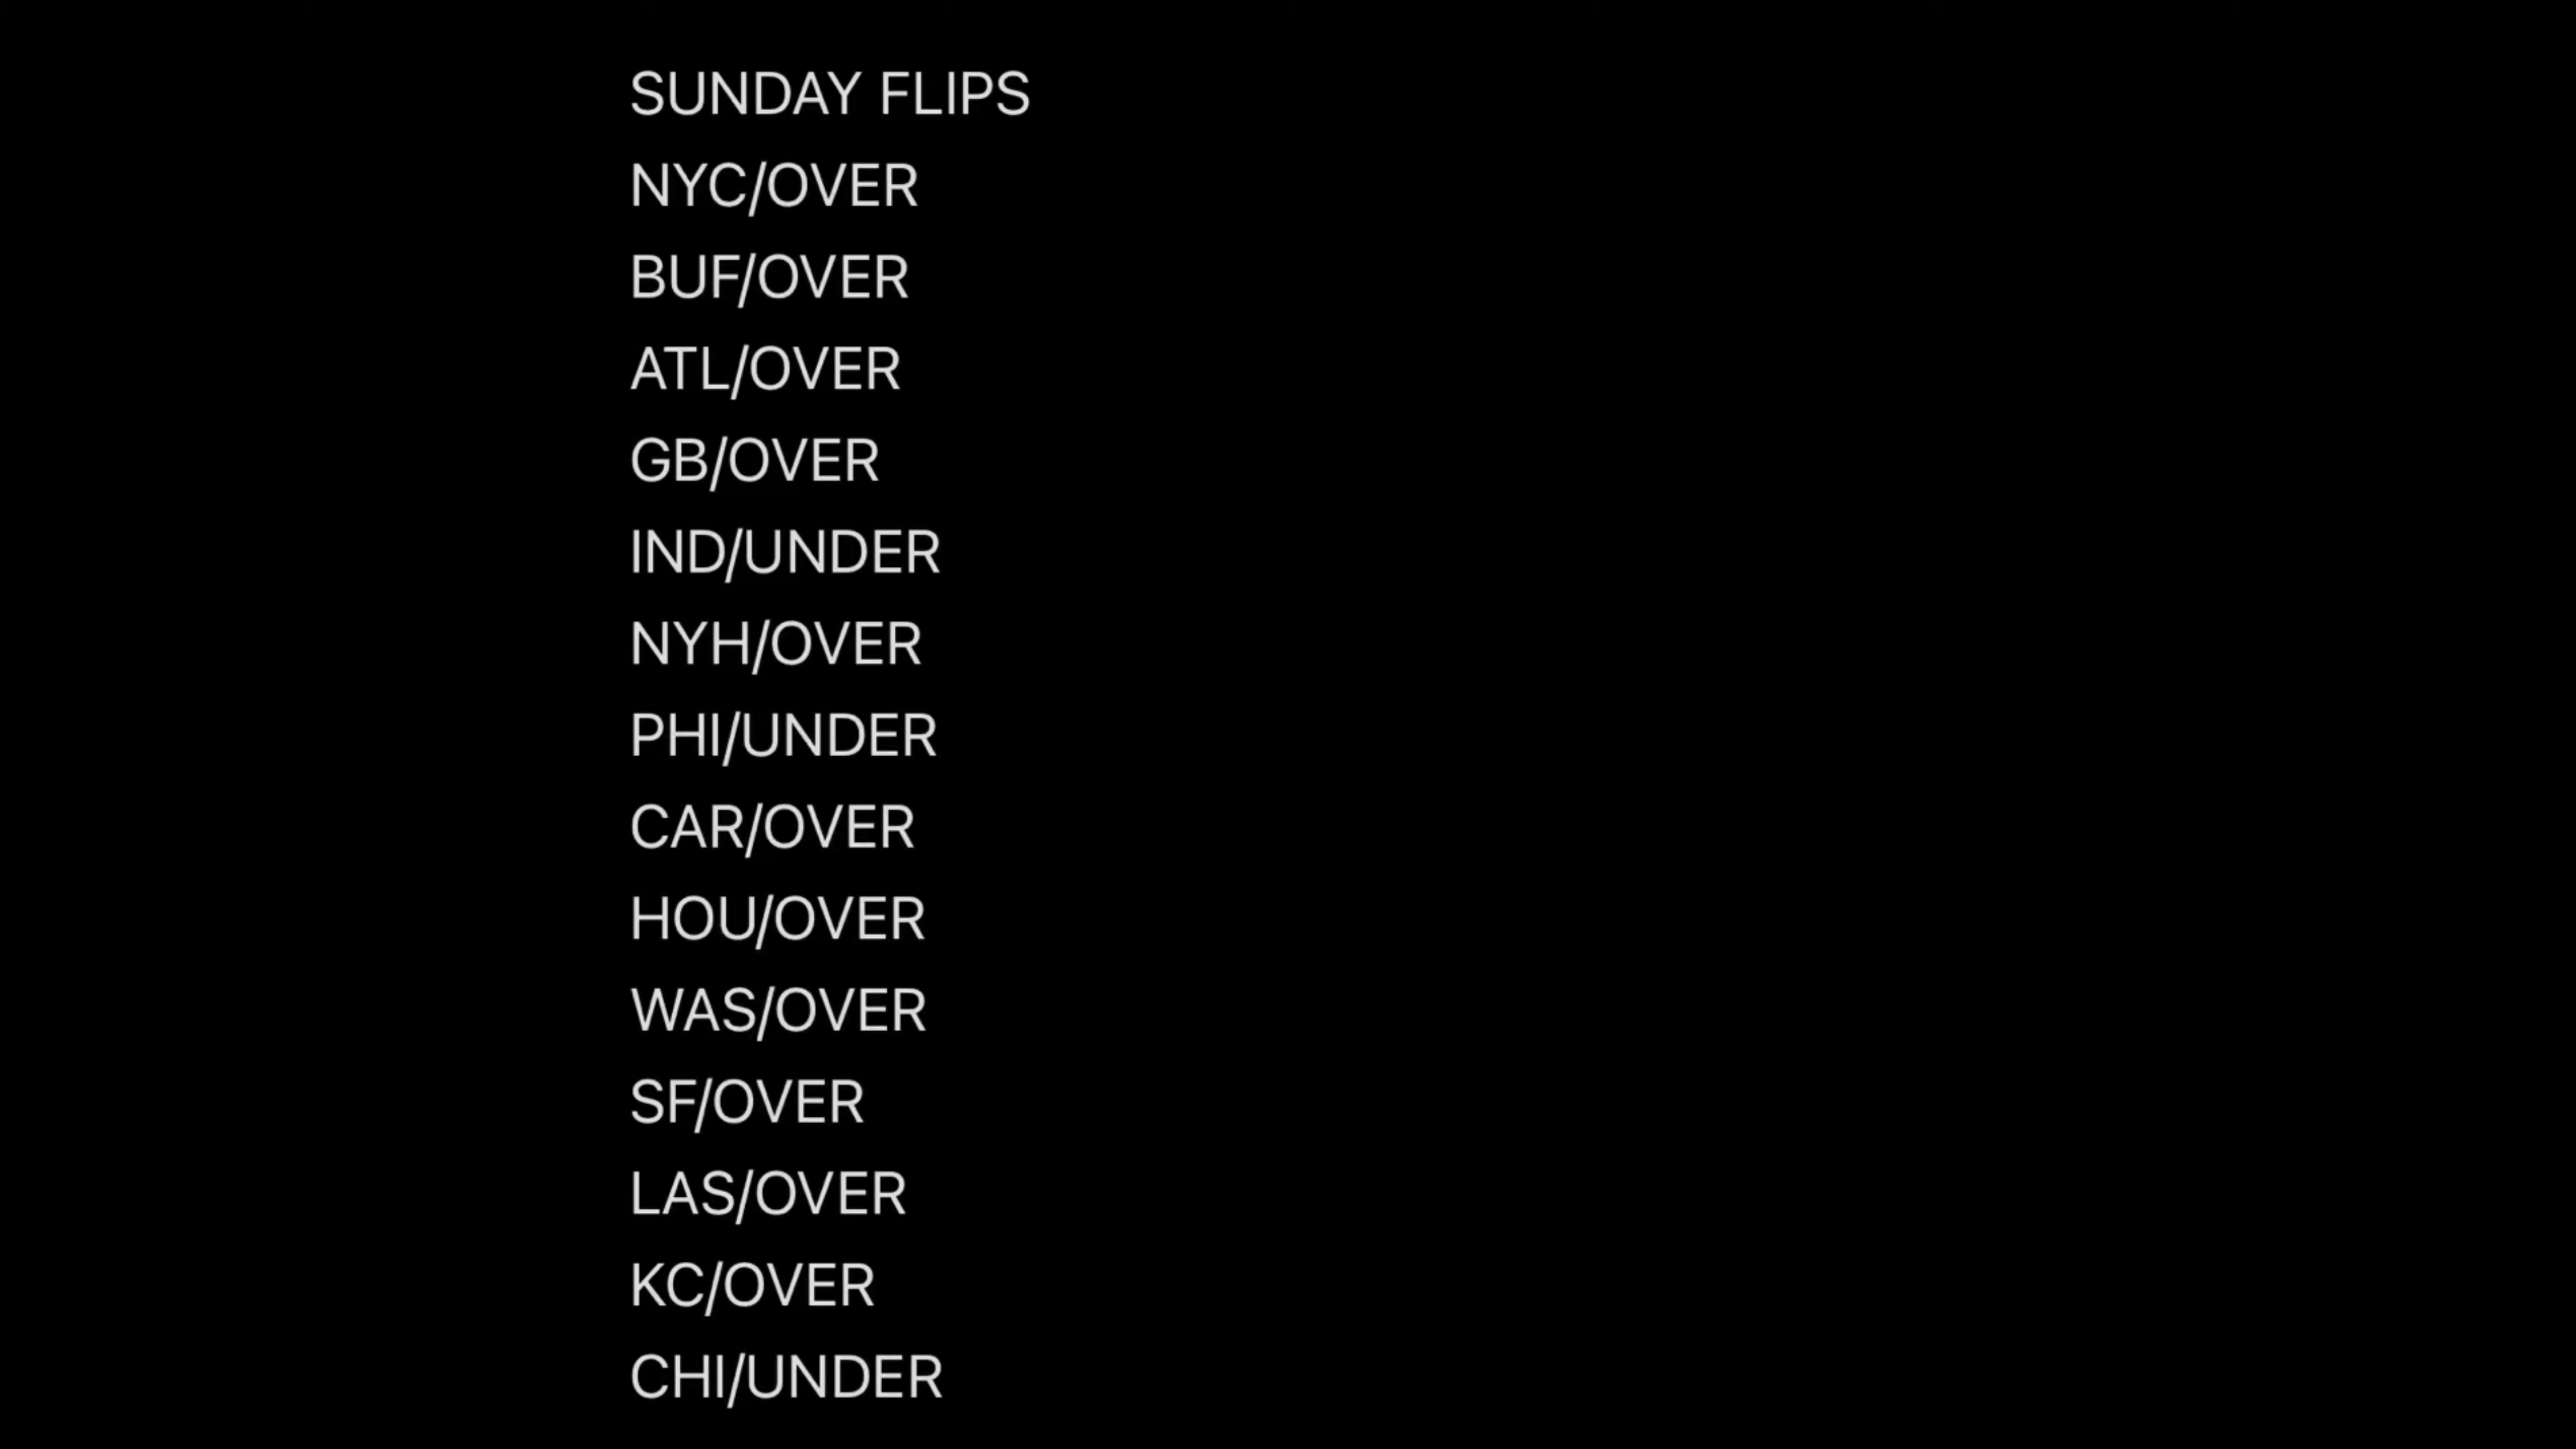 SUNDAY FLIPS
NYC/OVER
BUF/OVER
ATL/OVER
GB/OVER
IND/UNDER
NYH/OVER
PHI/UNDER
CAR/OVER
HOU/OVER
WAS/OVER
SF/OVER
LAS/OVER
KC/OVER
CHI/UNDER